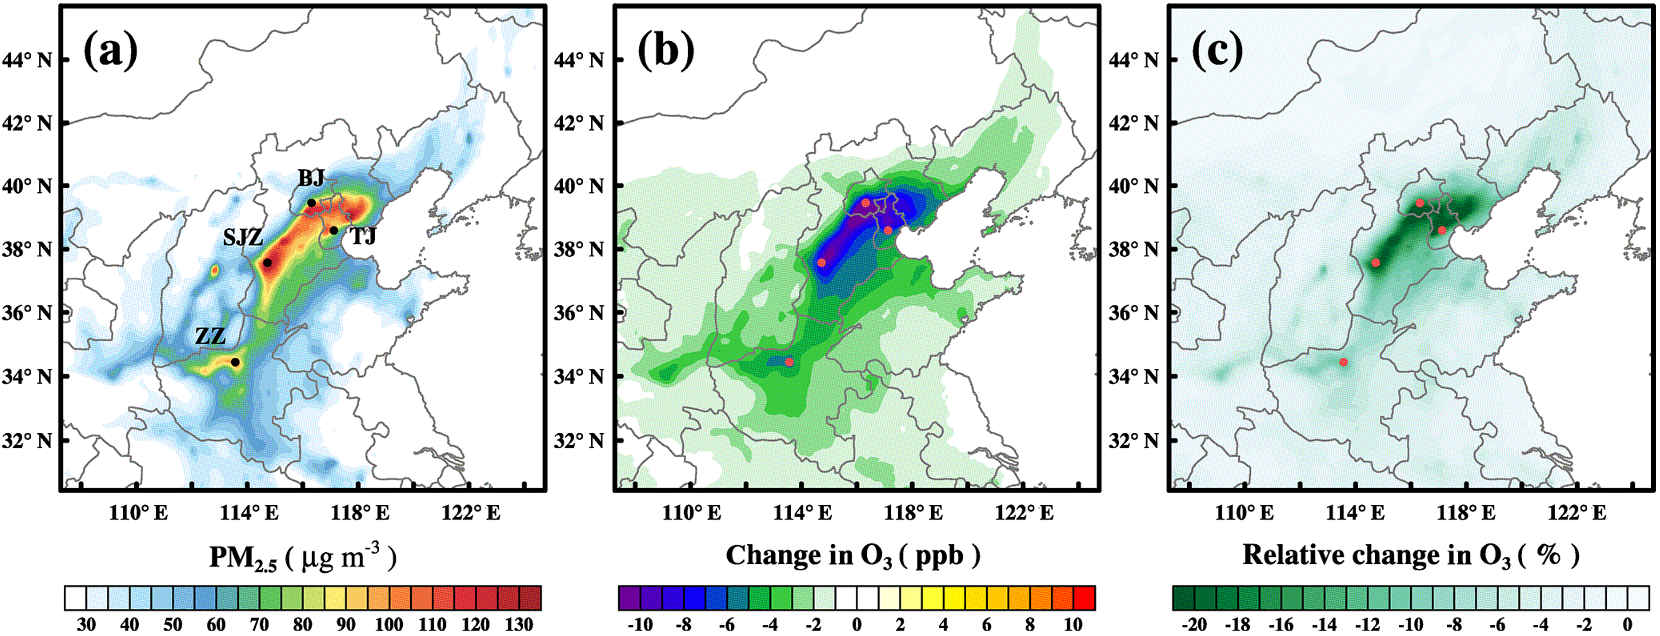 (a)
44° N
42° N
40° N
38° N
36° N
34° N
32° N
BJ
SJZ
TJ
ZZ
110° E 114° E 118° E 122° E
PM2.5 ( µg m-3 )
30 40 50 60 70 80 90 100 110 120 130
(b)
44° N
42° N
40° N
38° N
36° N
34° N
32° N
110° E 114° E 118° E 122° E
Change in O3 ( ppb )
-10 -8 -6 -4 -2 0 2 4 6 8 10
(c)
44° N
42° N
40° N
38° N
36° N
34° N
32° N
110° E 114° E 118° E 122° E
Relative change in O3 ( % )
-20 -18 -16 -14 -12 -10 -8 -6 -4 -2 0